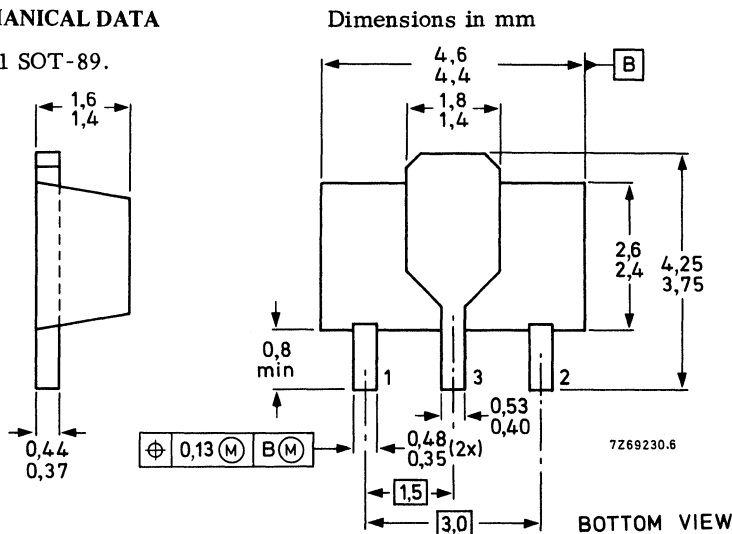 HANICAL DATA
Dimensions in mm
1 SOT-89.
4,6
4,4
B
1,6
1,4
1,8
1,4
2,6
2,4
4,25
3,75
0,8
min
1
3
2
0,53
0,40
0,44
0,37
⌖ 0,13 Ⓜ B Ⓜ
0,48
0,35 (2x)
7Z69230.6
1,5
3,0
BOTTOM VIEW